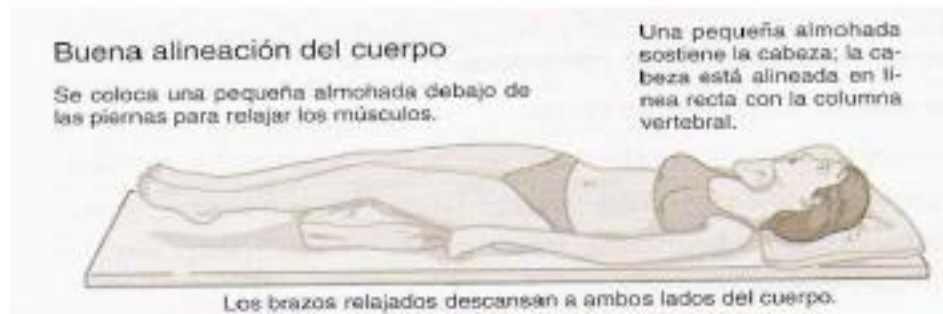 Buena alineación del cuerpo
Se coloca una pequeña almohada debajo de
las piernas para relajar los músculos.
Una pequeña almohada
sostiene la cabeza; la ca-
beza está alineada en lí-
nea recta con la columna
vertebral.
Los brazos relajados descansan a ambos lados del cuerpo.